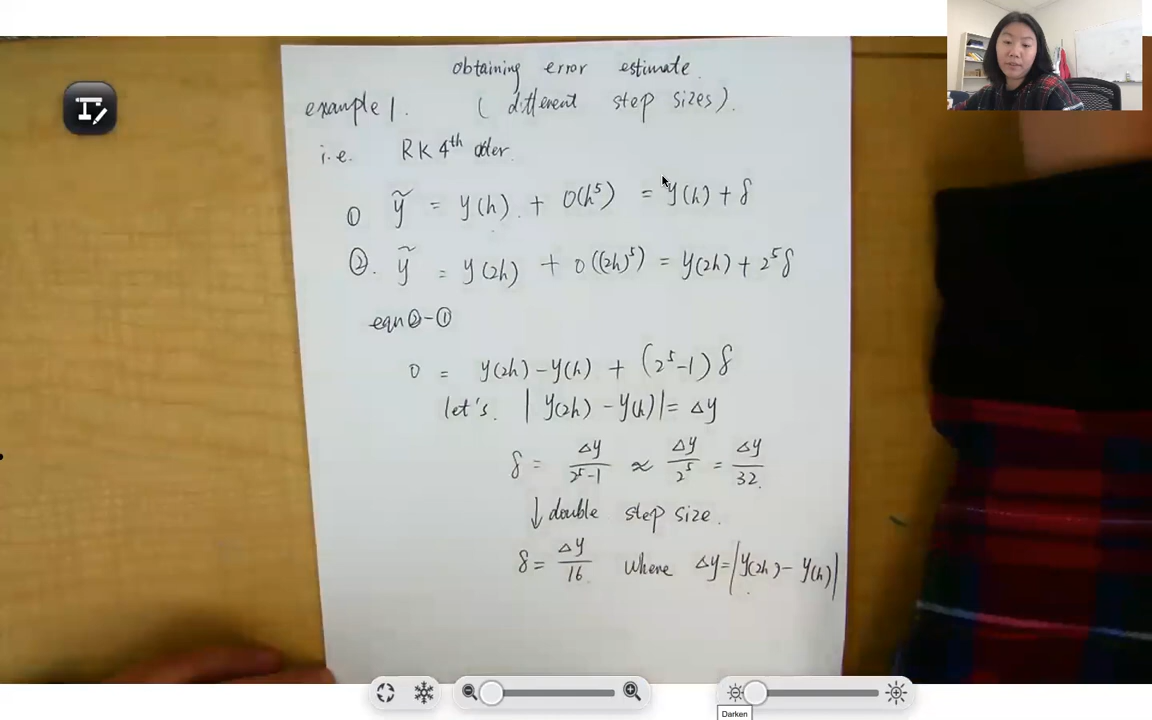 obtaining error estimate.
example 1. ( different step sizes).
i.e. RK 4th oder.
① ỹ = y(h) + O(h⁵) = y(h) + δ
②. ỹ = y(2h) + O((2h)⁵) = y(2h) + 2⁵δ
eqn②-①
0 = y(2h) - y(h) + (2⁵-1) δ
let's. | y(2h) - y(h)| = Δy
δ = Δy/(2⁵-1) ≈ Δy/2⁵ = Δy/32.
↓ double step size.
δ = Δy/16. where Δy = |y(2h) - y(h)|
Darken